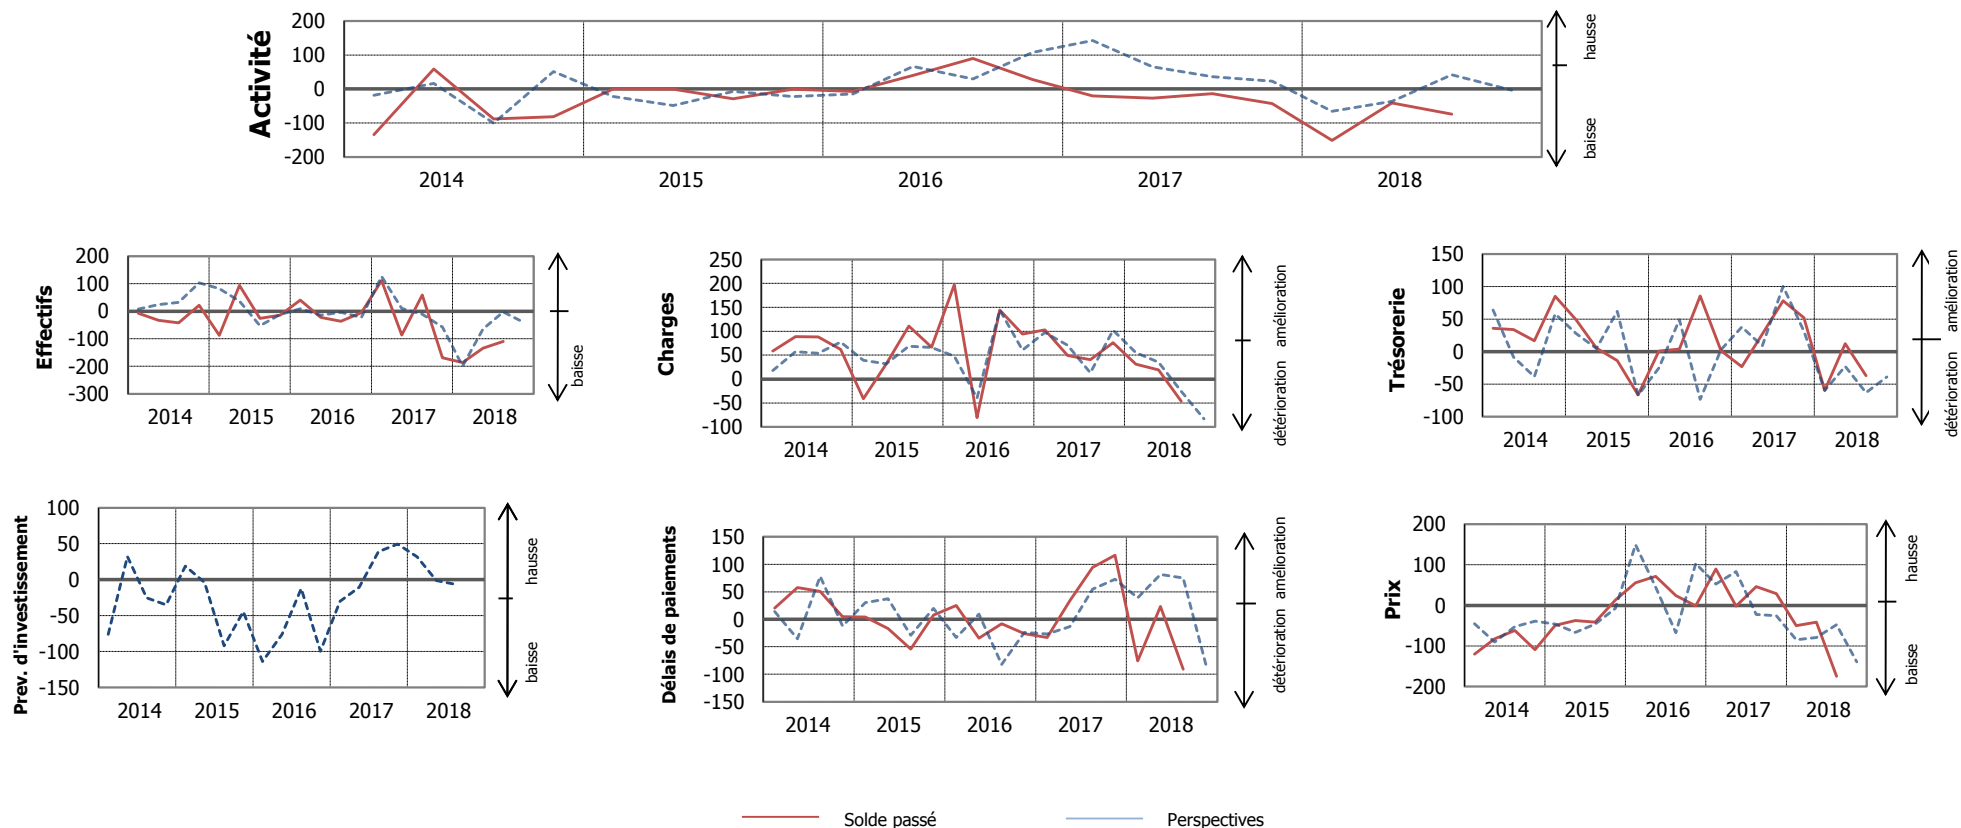 Activité
200
100
0
-100
-200
2014 2015 2016 2017 2018
hausse
baisse
Effectifs
200
100
0
-100
-200
-300
2014 2015 2016 2017 2018
baisse
Charges
250
200
150
100
50
0
-50
-100
2014 2015 2016 2017 2018
amélioration
détérioration
Trésorerie
150
100
50
0
-50
-100
2014 2015 2016 2017 2018
amélioration
détérioration
Prev. d'investissement
100
50
0
-50
-100
-150
2014 2015 2016 2017 2018
hausse
baisse
Délais de paiements
150
100
50
0
-50
-100
-150
2014 2015 2016 2017 2018
amélioration
détérioration
Prix
200
100
0
-100
-200
2014 2015 2016 2017 2018
hausse
baisse
Solde passé
Perspectives